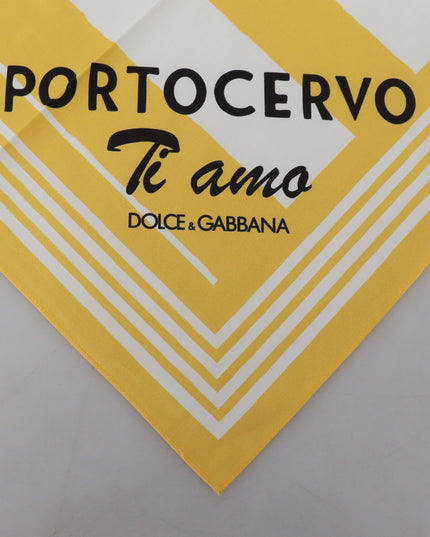 PORTOCERVO
Ti amo
DOLCE & GABBANA